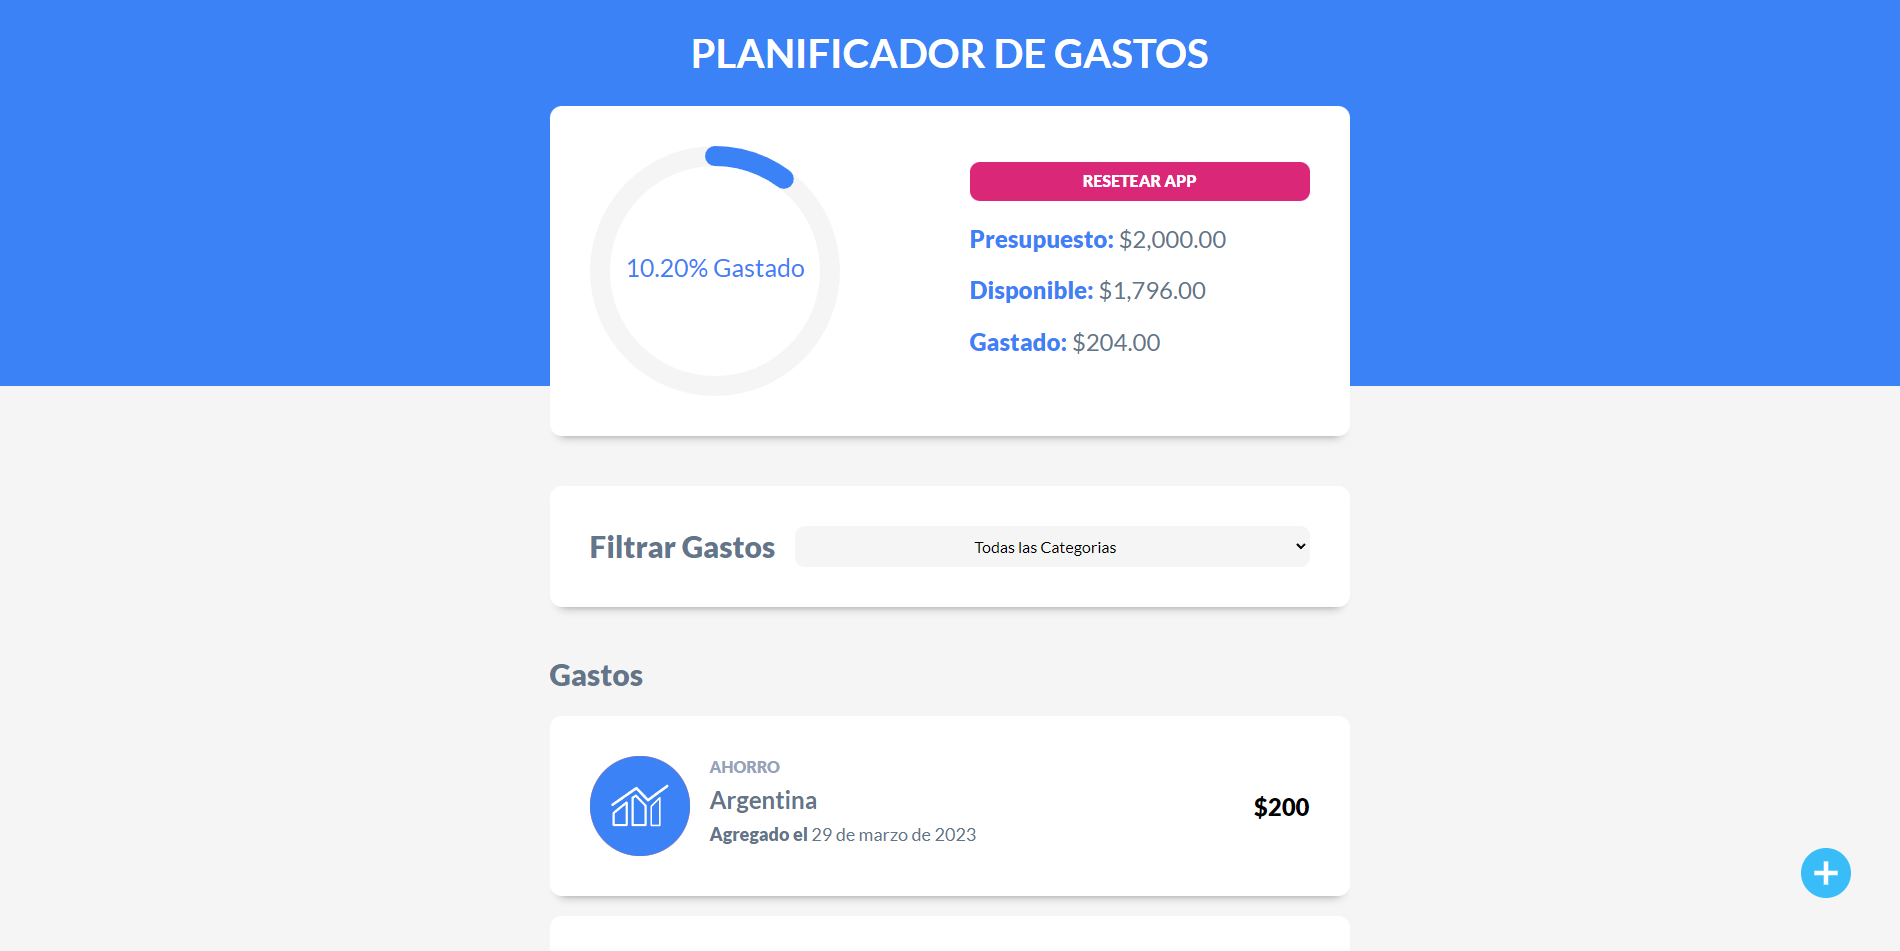 PLANIFICADOR DE GASTOS
10.20% Gastado
RESETEAR APP
Presupuesto: $2,000.00
Disponible: $1,796.00
Gastado: $204.00
Filtrar Gastos
Todas las Categorias
Gastos
AHORRO
Argentina
Agregado el 29 de marzo de 2023
$200